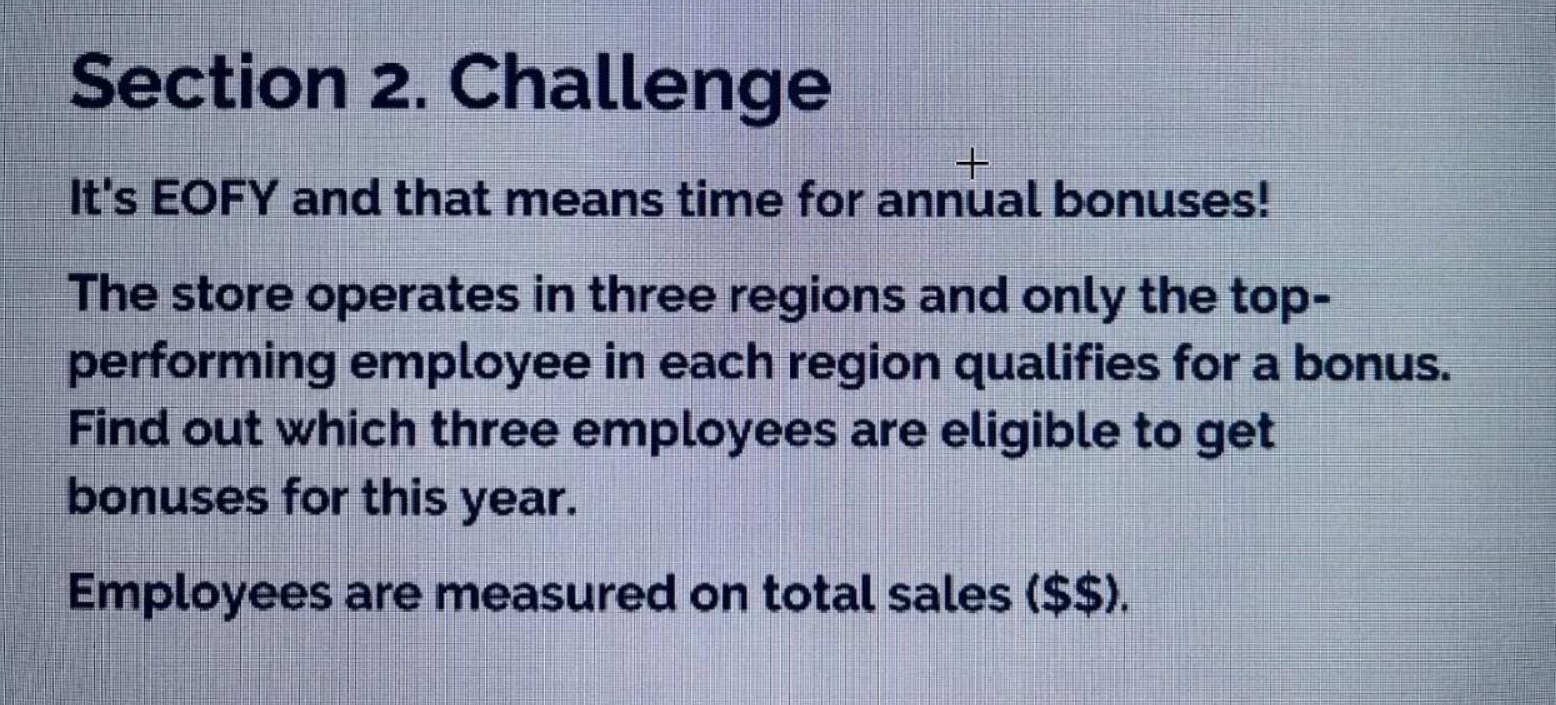 Section 2. Challenge
It's EOFY and that means time for annual bonuses!
The store operates in three regions and only the top-
performing employee in each region qualifies for a bonus.
Find out which three employees are eligible to get
bonuses for this year.
Employees are measured on total sales ($$).